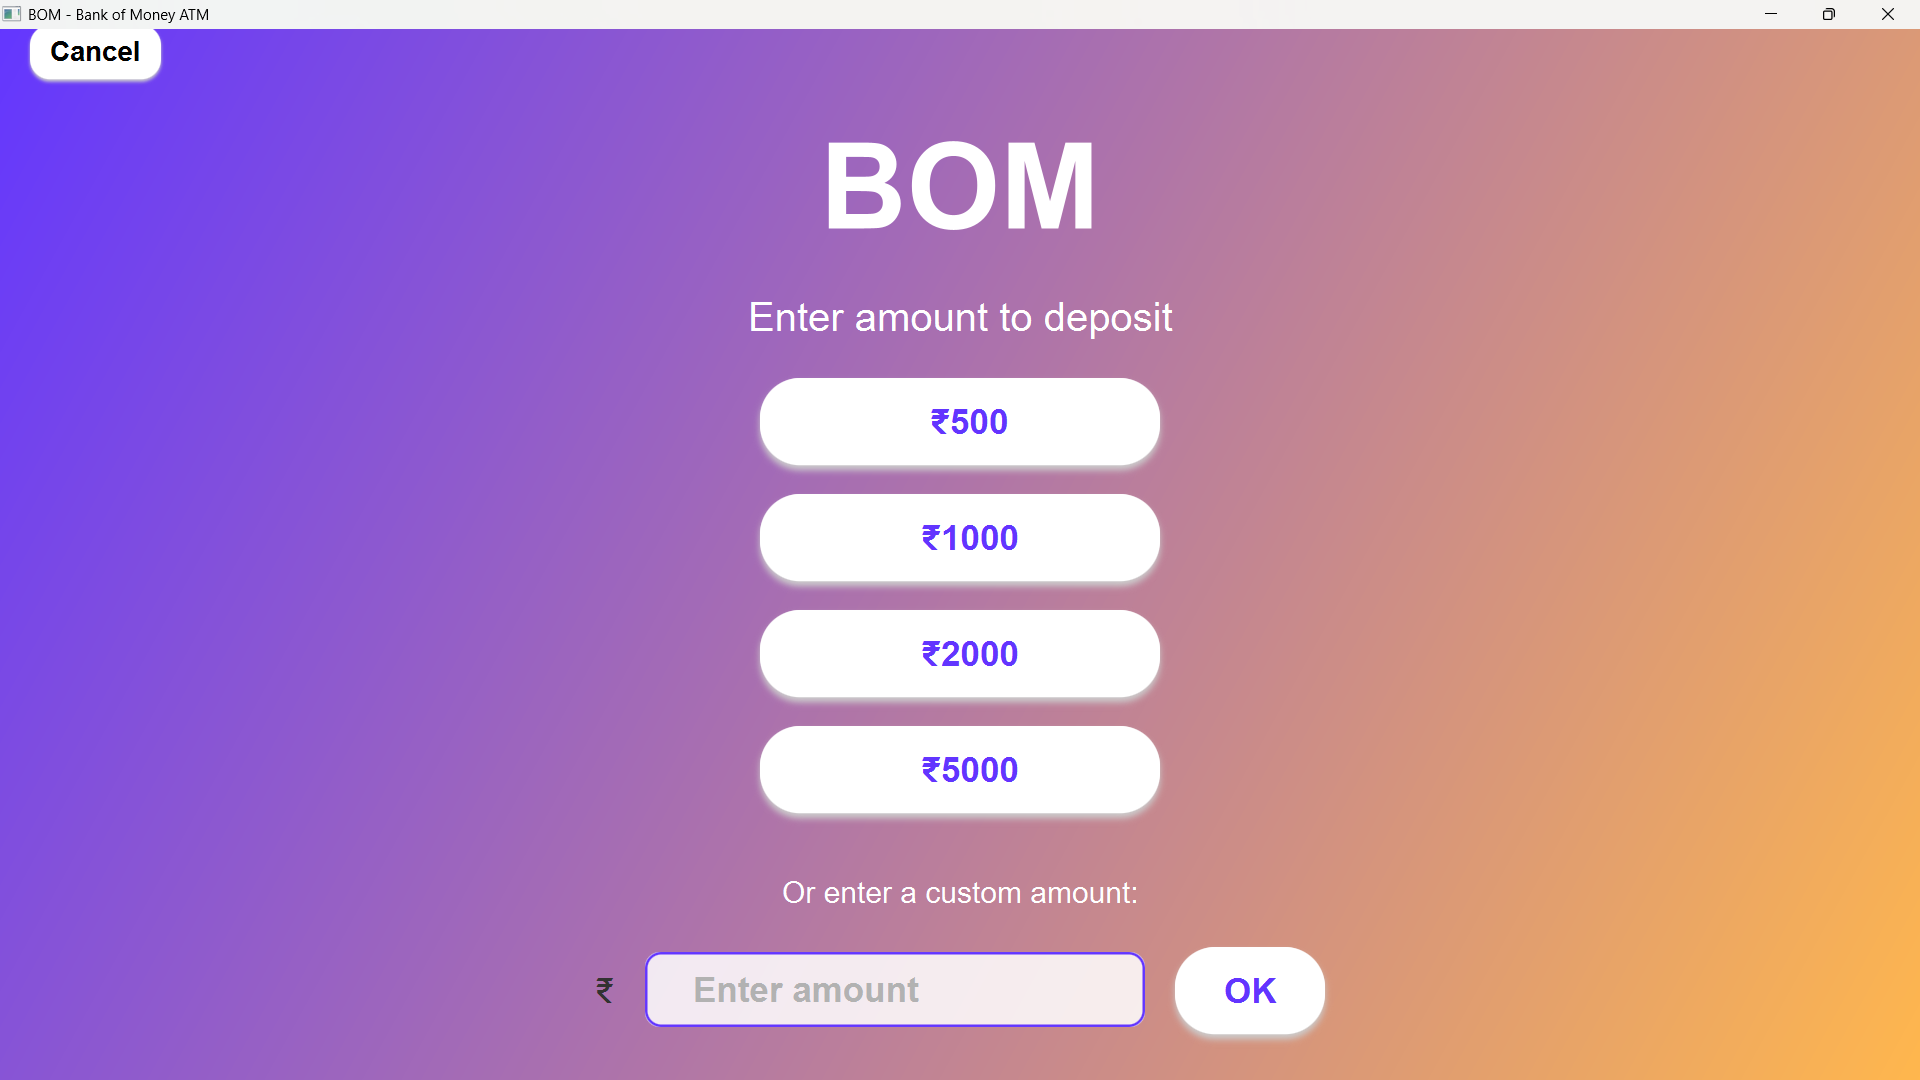 BOM - Bank of Money ATM
Cancel
BOM
Enter amount to deposit
₹500
₹1000
₹2000
₹5000
Or enter a custom amount:
₹ Enter amount OK